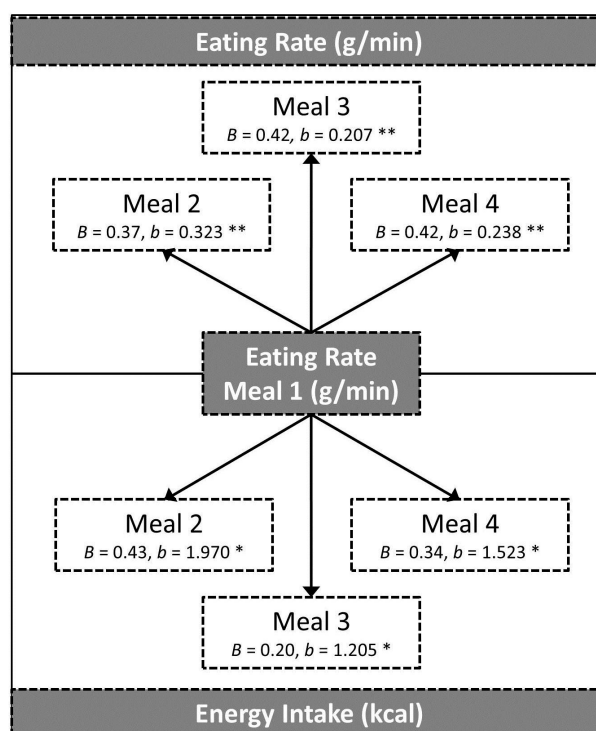 Eating Rate (g/min)
Meal 3
B = 0.42, b = 0.207 **
Meal 2
B = 0.37, b = 0.323 **
Meal 4
B = 0.42, b = 0.238 **
Eating Rate
Meal 1 (g/min)
Meal 2
B = 0.43, b = 1.970 *
Meal 4
B = 0.34, b = 1.523 *
Meal 3
B = 0.20, b = 1.205 *
Energy Intake (kcal)